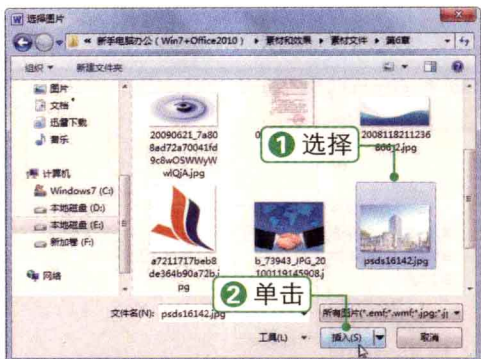 选择图片
« 新手电脑办公（Win7+Office2010） ▸ 素材和效果 ▸ 素材文件 ▸ 第6章
组织 ▾ 新建文件夹
图片
文档
迅雷下载
音乐
计算机
Windows7 (C:)
本地磁盘 (D:)
本地磁盘 (E:)
新加卷 (F:)
网络
20090621_7a80
8ad72a70041fd
9c8wOSWWyW
wlQjA.jpg
2008118211236
806_2.jpg
❶ 选择
a7211717beb8
de364b90a72b.j
pg
b_73943_JPG_20
100119145908.j
psds16142.jpg
❷ 单击
文件名(N): psds16142.jpg
所有图片(*.emf;*.wmf;*.jpg;*.j
工具(L)
插入(S)
取消